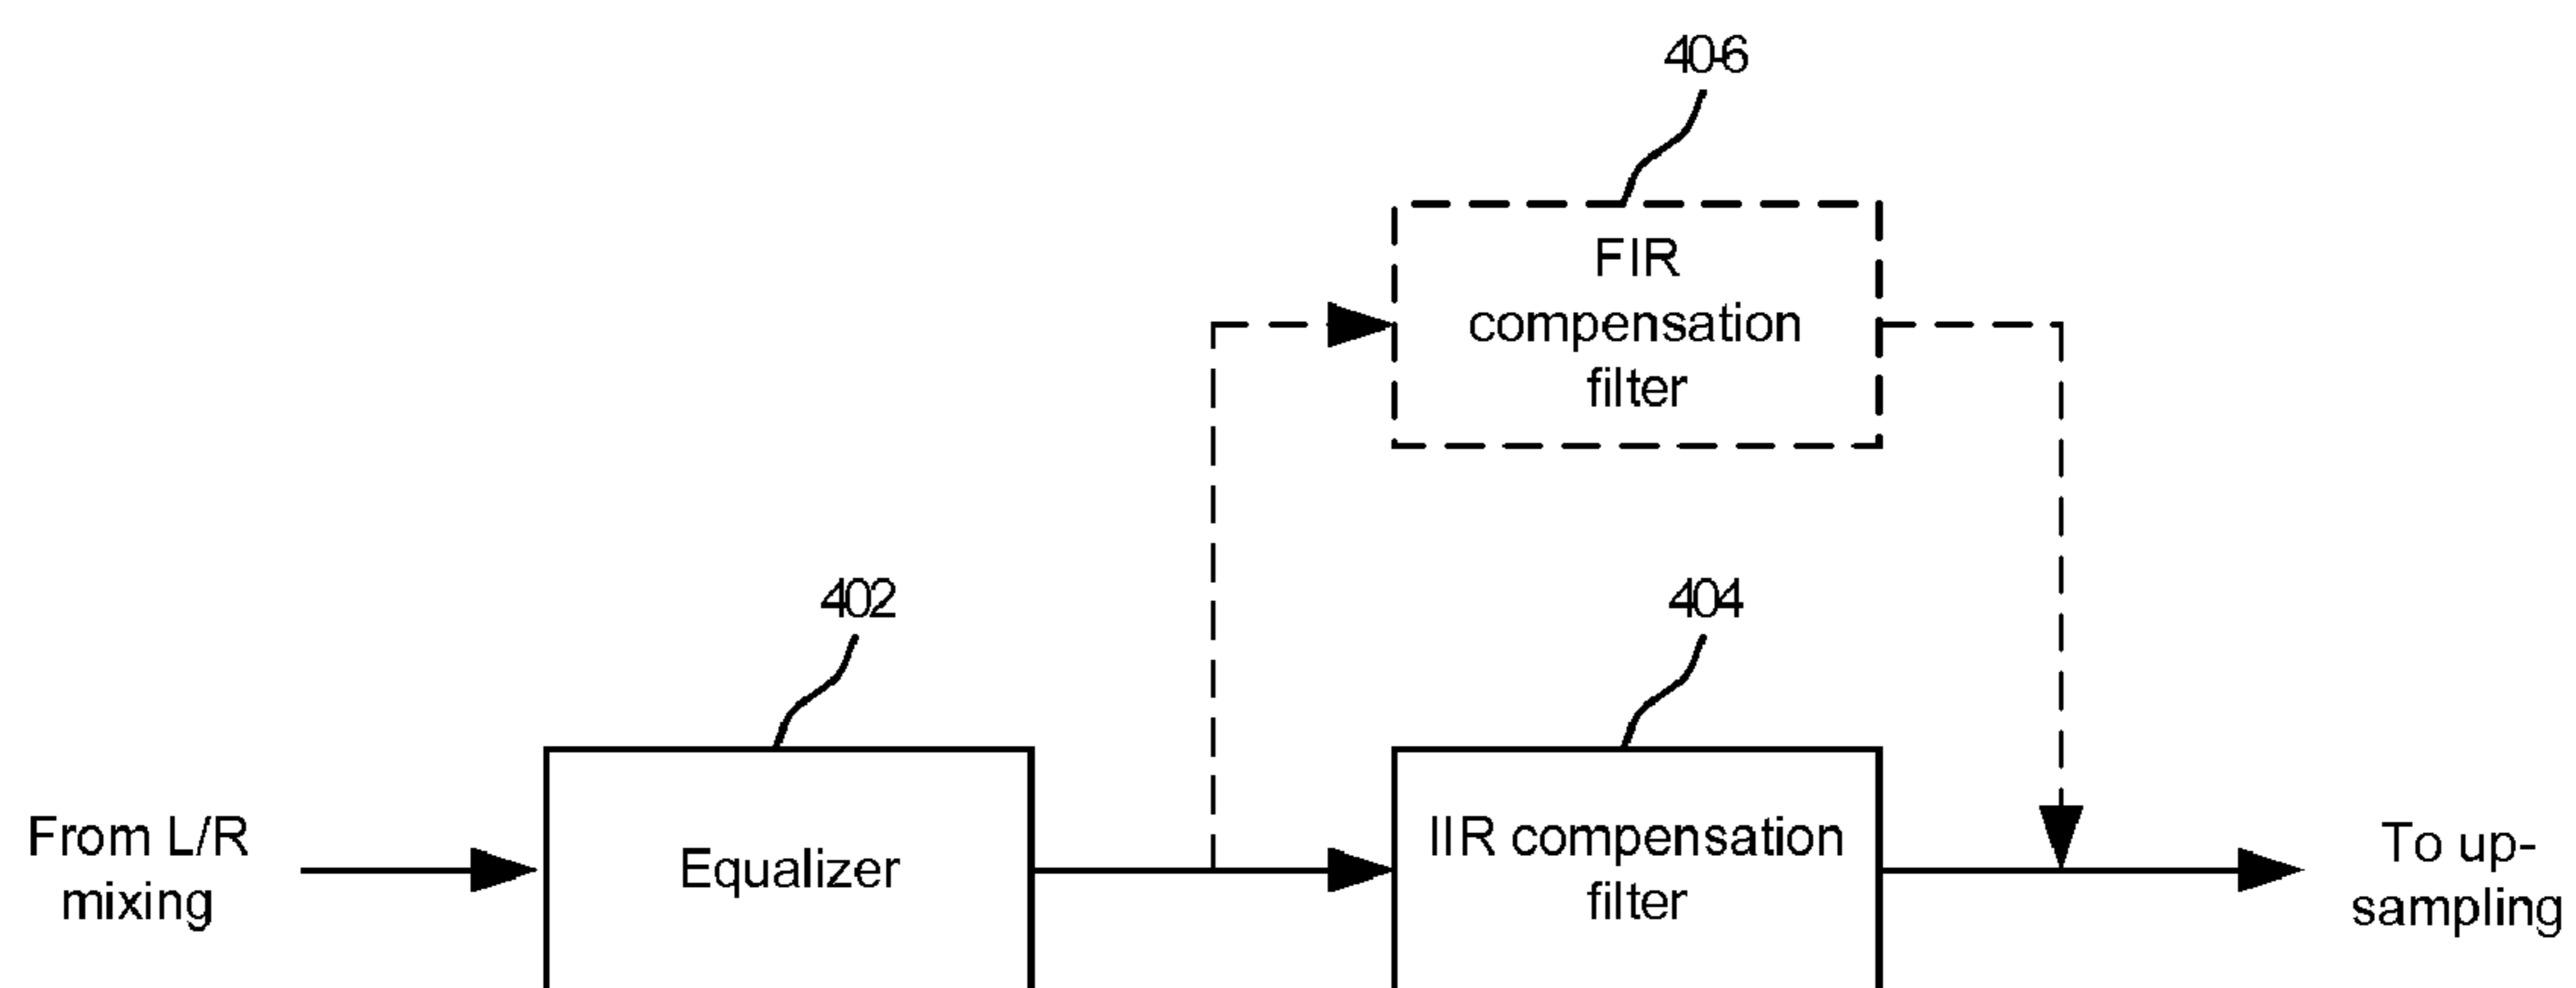 406
FIR
compensation
filter
402
404
From L/R
mixing
Equalizer
IIR compensation
filter
To up-
sampling